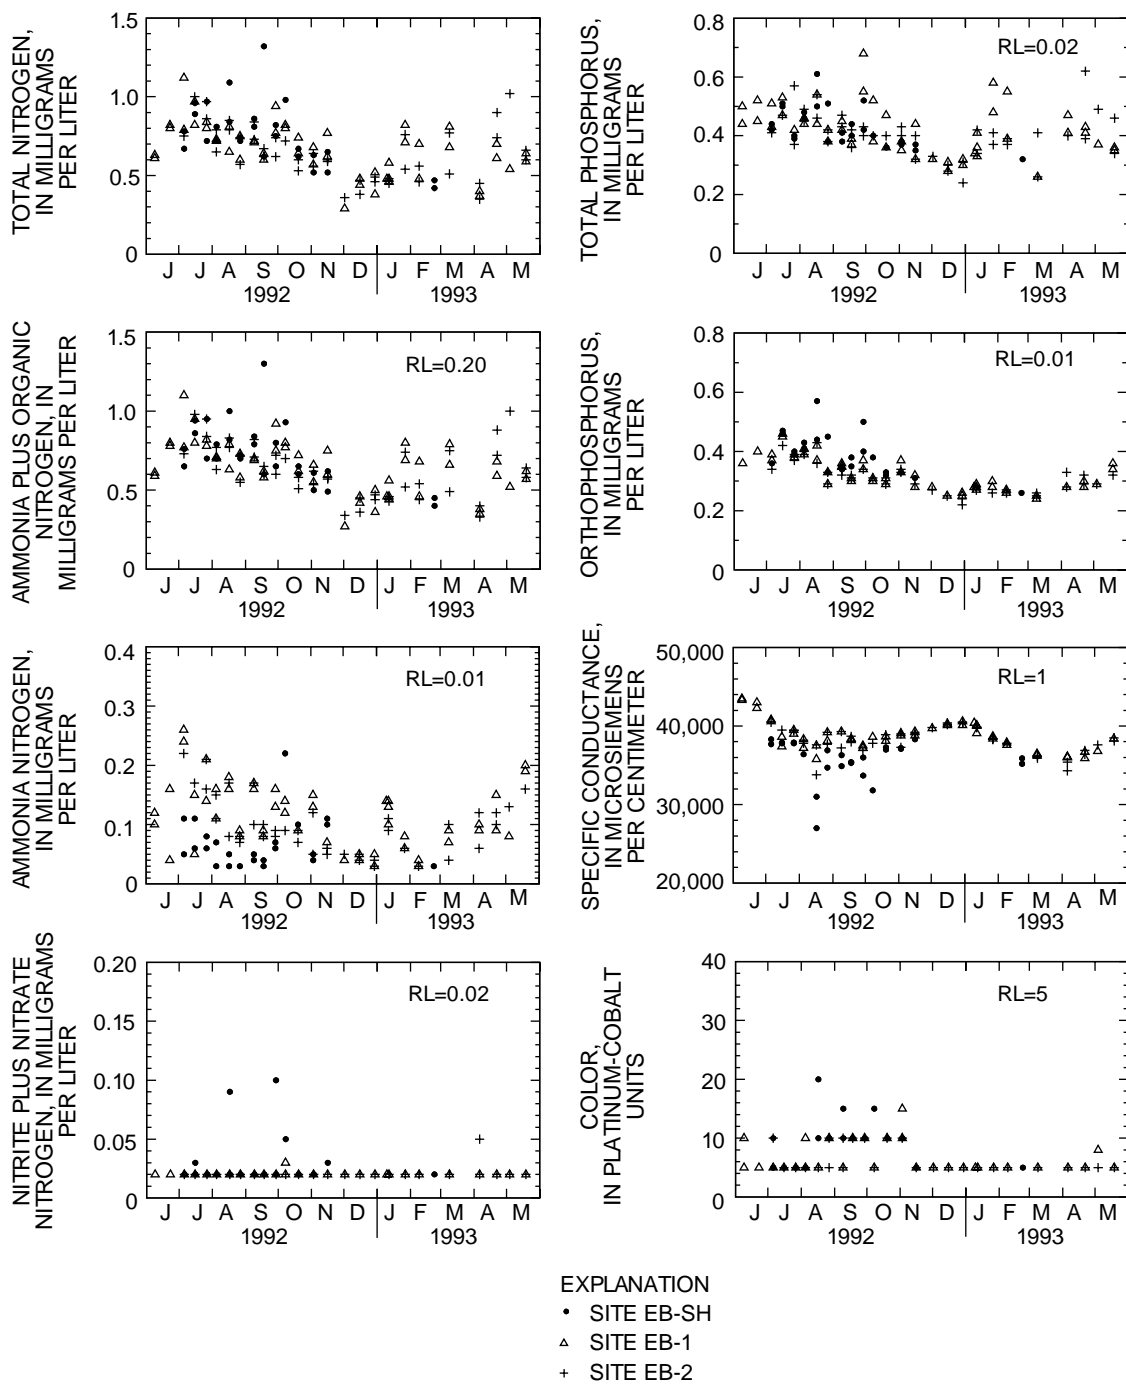 TOTAL NITROGEN,
IN MILLIGRAMS
PER LITER
1.5
1.0
0.5
0
J J A S O N D J F M A M
1992 1993
TOTAL PHOSPHORUS,
IN MILLIGRAMS
PER LITER
0.8
0.6
0.4
0.2
0
RL=0.02
J J A S O N D J F M A M
1992 1993
AMMONIA PLUS ORGANIC
NITROGEN, IN
MILLIGRAMS PER LITER
1.5
1.0
0.5
0
RL=0.20
J J A S O N D J F M A M
1992 1993
ORTHOPHOSPHORUS,
IN MILLIGRAMS
PER LITER
0.8
0.6
0.4
0.2
0
RL=0.01
J J A S O N D J F M A M
1992 1993
AMMONIA NITROGEN,
IN MILLIGRAMS
PER LITER
0.4
0.3
0.2
0.1
0
RL=0.01
J J A S O N D J F M A M
1992 1993
SPECIFIC CONDUCTANCE,
IN MICROSIEMENS
PER CENTIMETER
50,000
40,000
30,000
20,000
RL=1
J J A S O N D J F M A M
1992 1993
NITRITE PLUS NITRATE
NITROGEN, IN MILLIGRAMS
PER LITER
0.20
0.15
0.10
0.05
0
RL=0.02
J J A S O N D J F M A M
1992 1993
COLOR,
IN PLATINUM-COBALT
UNITS
40
30
20
10
0
RL=5
J J A S O N D J F M A M
1992 1993
EXPLANATION
SITE EB-SH
SITE EB-1
SITE EB-2